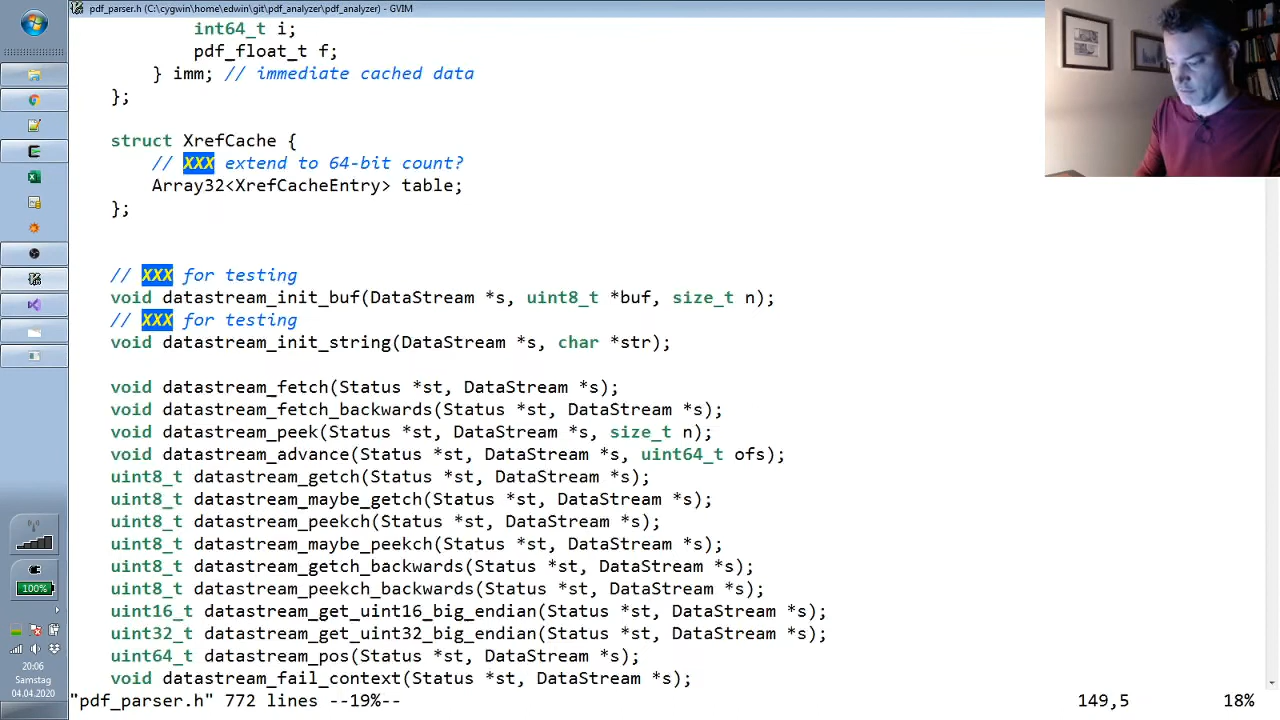 pdf_parser.h (C:\cygwin\home\edwin\git\pdf_analyzer\pdf_analyzer) - GVIM
int64_t i;
pdf_float_t f;
} imm; // immediate cached data
};
struct XrefCache {
// XXX extend to 64-bit count?
Array32<XrefCacheEntry> table;
};
// XXX for testing
void datastream_init_buf(DataStream *s, uint8_t *buf, size_t n);
// XXX for testing
void datastream_init_string(DataStream *s, char *str);
void datastream_fetch(Status *st, DataStream *s);
void datastream_fetch_backwards(Status *st, DataStream *s);
void datastream_peek(Status *st, DataStream *s, size_t n);
void datastream_advance(Status *st, DataStream *s, uint64_t ofs);
uint8_t datastream_getch(Status *st, DataStream *s);
uint8_t datastream_maybe_getch(Status *st, DataStream *s);
uint8_t datastream_peekch(Status *st, DataStream *s);
uint8_t datastream_maybe_peekch(Status *st, DataStream *s);
uint8_t datastream_getch_backwards(Status *st, DataStream *s);
uint8_t datastream_peekch_backwards(Status *st, DataStream *s);
uint16_t datastream_get_uint16_big_endian(Status *st, DataStream *s);
uint32_t datastream_get_uint32_big_endian(Status *st, DataStream *s);
uint64_t datastream_pos(Status *st, DataStream *s);
void datastream_fail_context(Status *st, DataStream *s);
"pdf_parser.h" 772 lines --19%-- 149,5 18%
100%
20:06
Samstag
04.04.2020